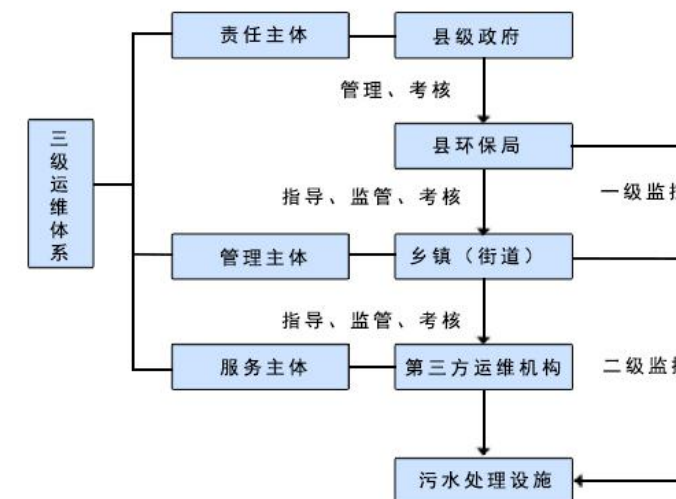 责任主体
县级政府
管理、考核
三级运维体系
县环保局
指导、监管、考核
一级监控
管理主体
乡镇（街道）
指导、监管、考核
服务主体
第三方运维机构
二级监控
污水处理设施